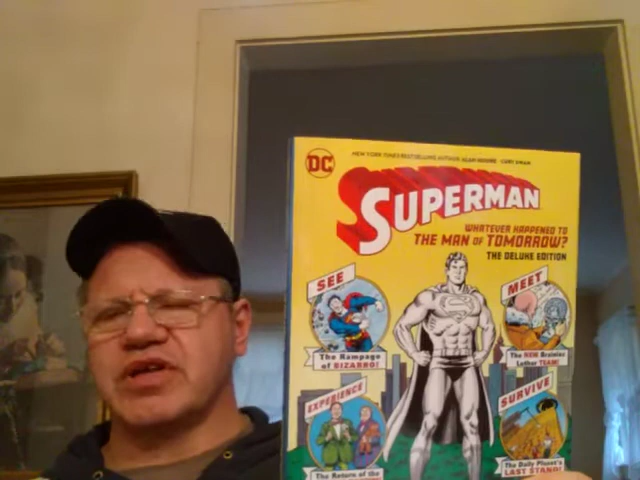 DC
NEW YORK TIMES BESTSELLING AUTHOR ALAN MOORE CURT SWAN
SUPERMAN
WHATEVER HAPPENED TO
THE MAN OF TOMORROW?
THE DELUXE EDITION
SEE
The Rampage
of BIZARRO!
MEET
The NEW Brainiac
Luthor TEAM!
EXPERIENCE
The Return of the
SURVIVE
The Daily Planet's
LAST STAND!